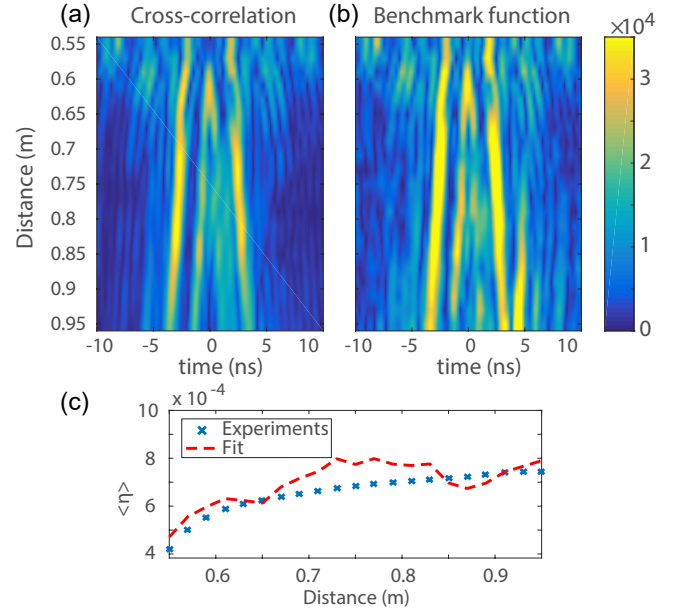 (a) Cross-correlation (b) Benchmark function
×10⁴
0.55
0.6
0.65
0.7
0.75
0.8
0.85
0.9
0.95
Distance (m)
-10 -5 0 5 10
time (ns)
-10 -5 0 5 10
time (ns)
3
2
1
0
(c)
x 10⁻⁴
10
8
6
4
<η>
Experiments
Fit
0.6 0.7 0.8 0.9
Distance (m)